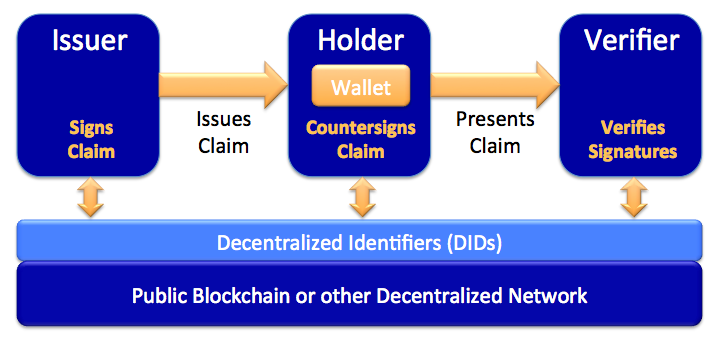 Issuer
Signs
Claim
Issues
Claim
Holder
Wallet
Countersigns
Claim
Presents
Claim
Verifier
Verifies
Signatures
Decentralized Identifiers (DIDs)
Public Blockchain or other Decentralized Network